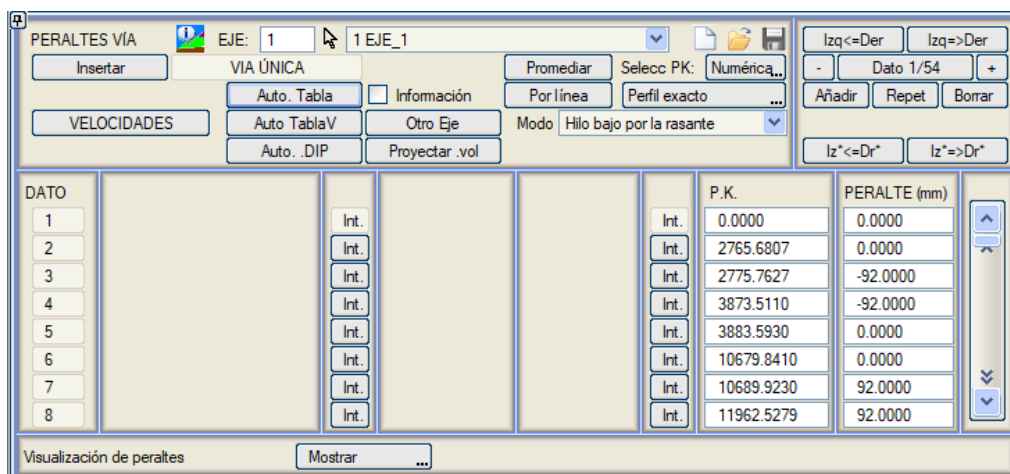 PERALTES VÍA EJE: 1 1 EJE_1 Izq<=Der Izq=>Der
Insertar VIA ÚNICA Promediar Selecc PK: Numérica... - Dato 1/54 +
Auto. Tabla Información Por línea Perfil exacto ... Añadir Repet Borrar
VELOCIDADES Auto TablaV Otro Eje Modo Hilo bajo por la rasante
Auto. .DIP Proyectar .vol Iz*<=Dr* Iz*=>Dr*
DATO P.K. PERALTE (mm)
1 Int. Int. 0.0000 0.0000
2 Int. Int. 2765.6807 0.0000
3 Int. Int. 2775.7627 -92.0000
4 Int. Int. 3873.5110 -92.0000
5 Int. Int. 3883.5930 0.0000
6 Int. Int. 10679.8410 0.0000
7 Int. Int. 10689.9230 92.0000
8 Int. Int. 11962.5279 92.0000
Visualización de peraltes Mostrar ...